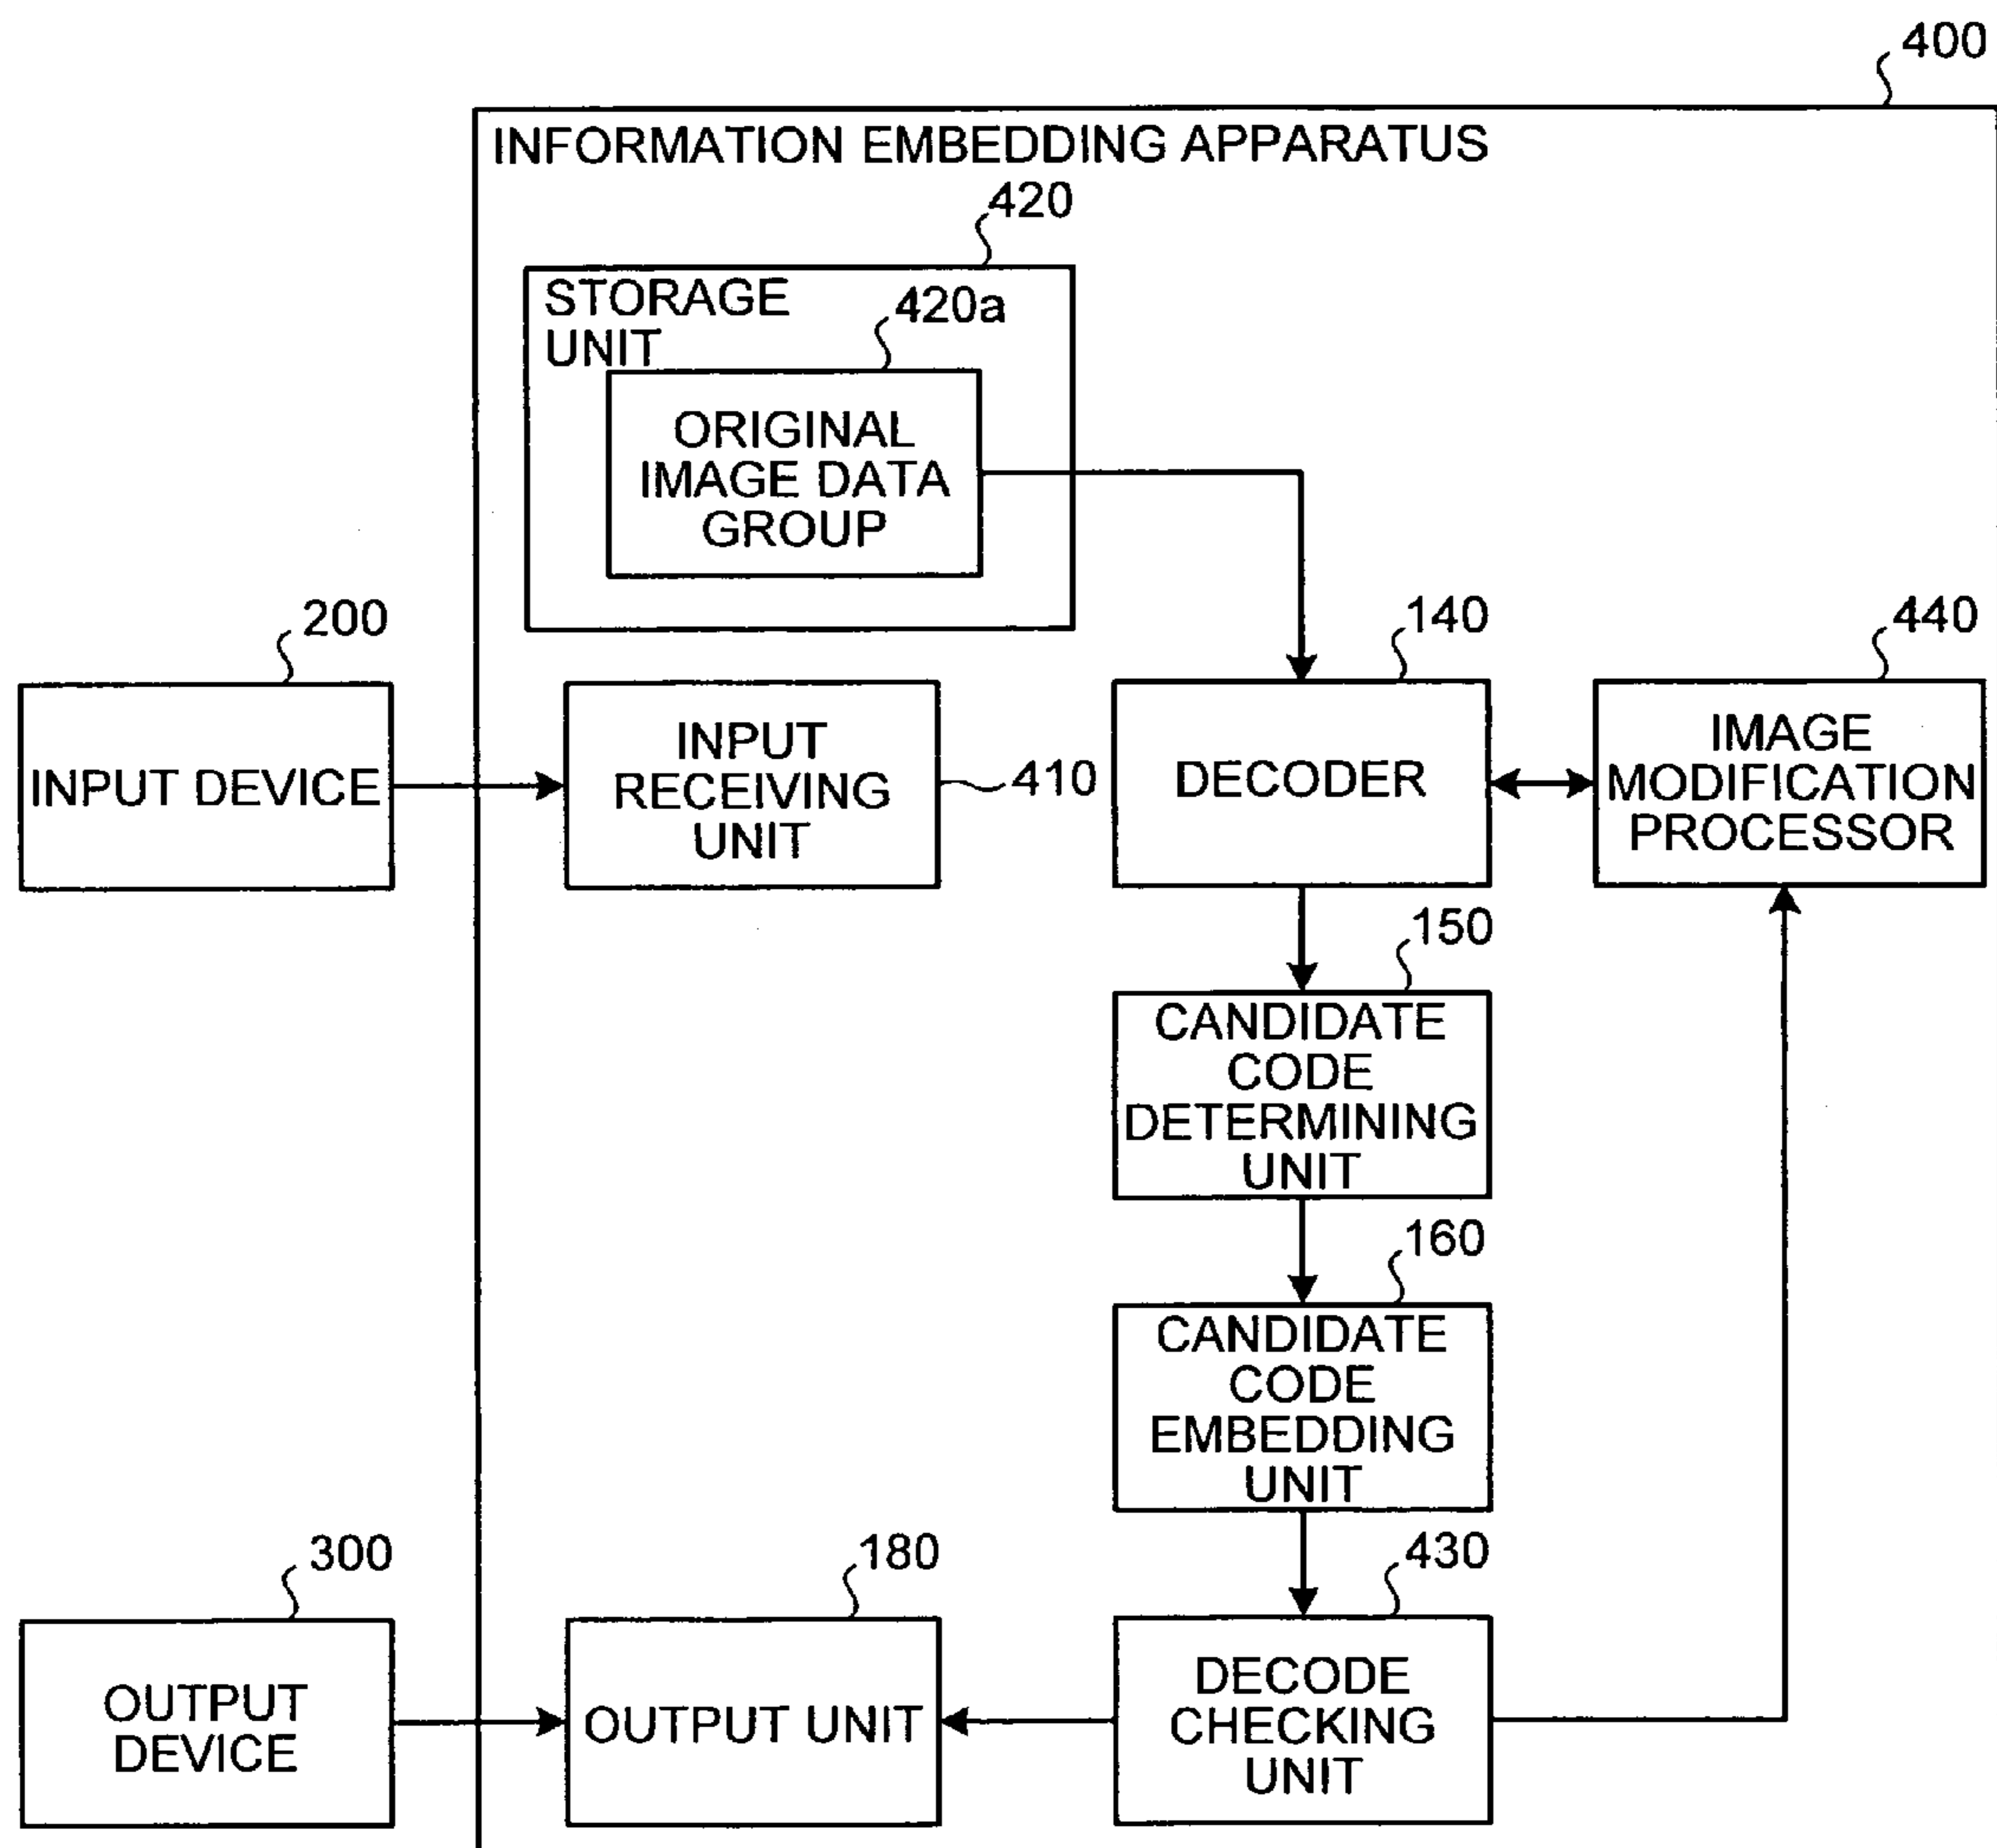 400
INFORMATION EMBEDDING APPARATUS
420
STORAGE
UNIT
420a
ORIGINAL
IMAGE DATA
GROUP
200
INPUT DEVICE
INPUT
RECEIVING
UNIT
410
140
DECODER
440
IMAGE
MODIFICATION
PROCESSOR
150
CANDIDATE
CODE
DETERMINING
UNIT
160
CANDIDATE
CODE
EMBEDDING
UNIT
300
OUTPUT
DEVICE
180
OUTPUT UNIT
430
DECODE
CHECKING
UNIT